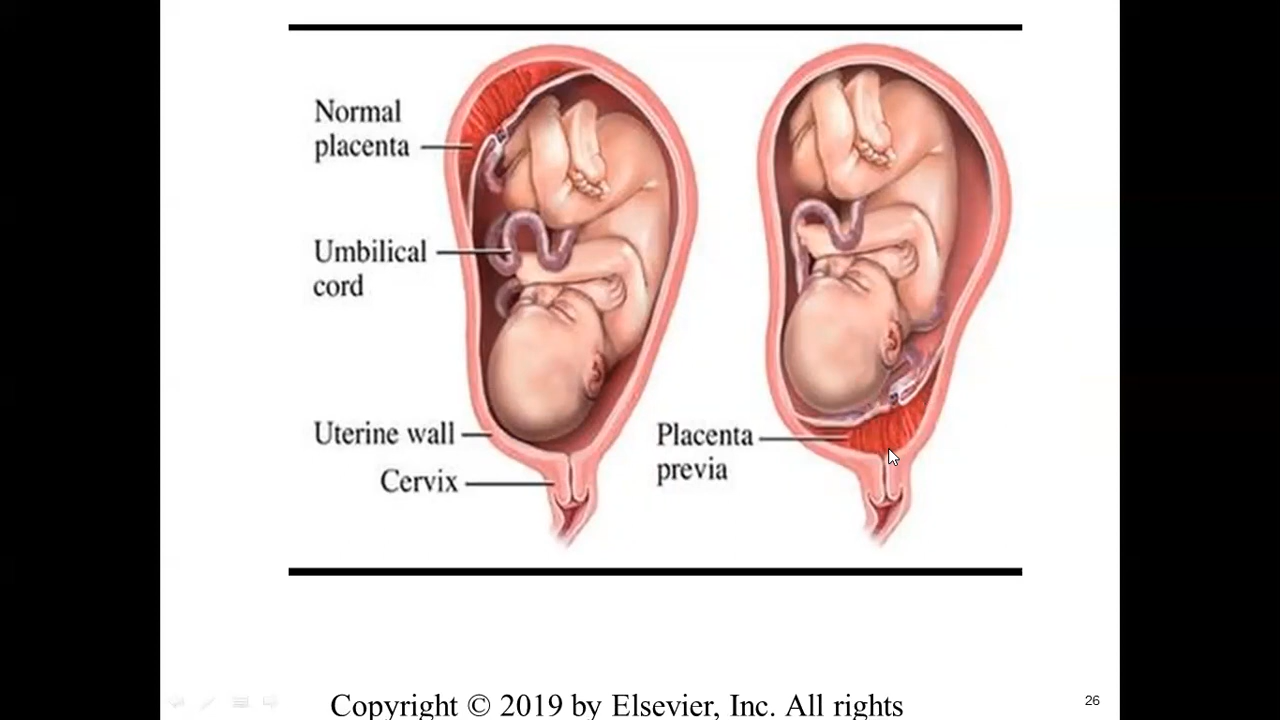 Normal
placenta
Umbilical
cord
Uterine wall
Cervix
Placenta
previa
Copyright © 2019 by Elsevier, Inc. All rights
26